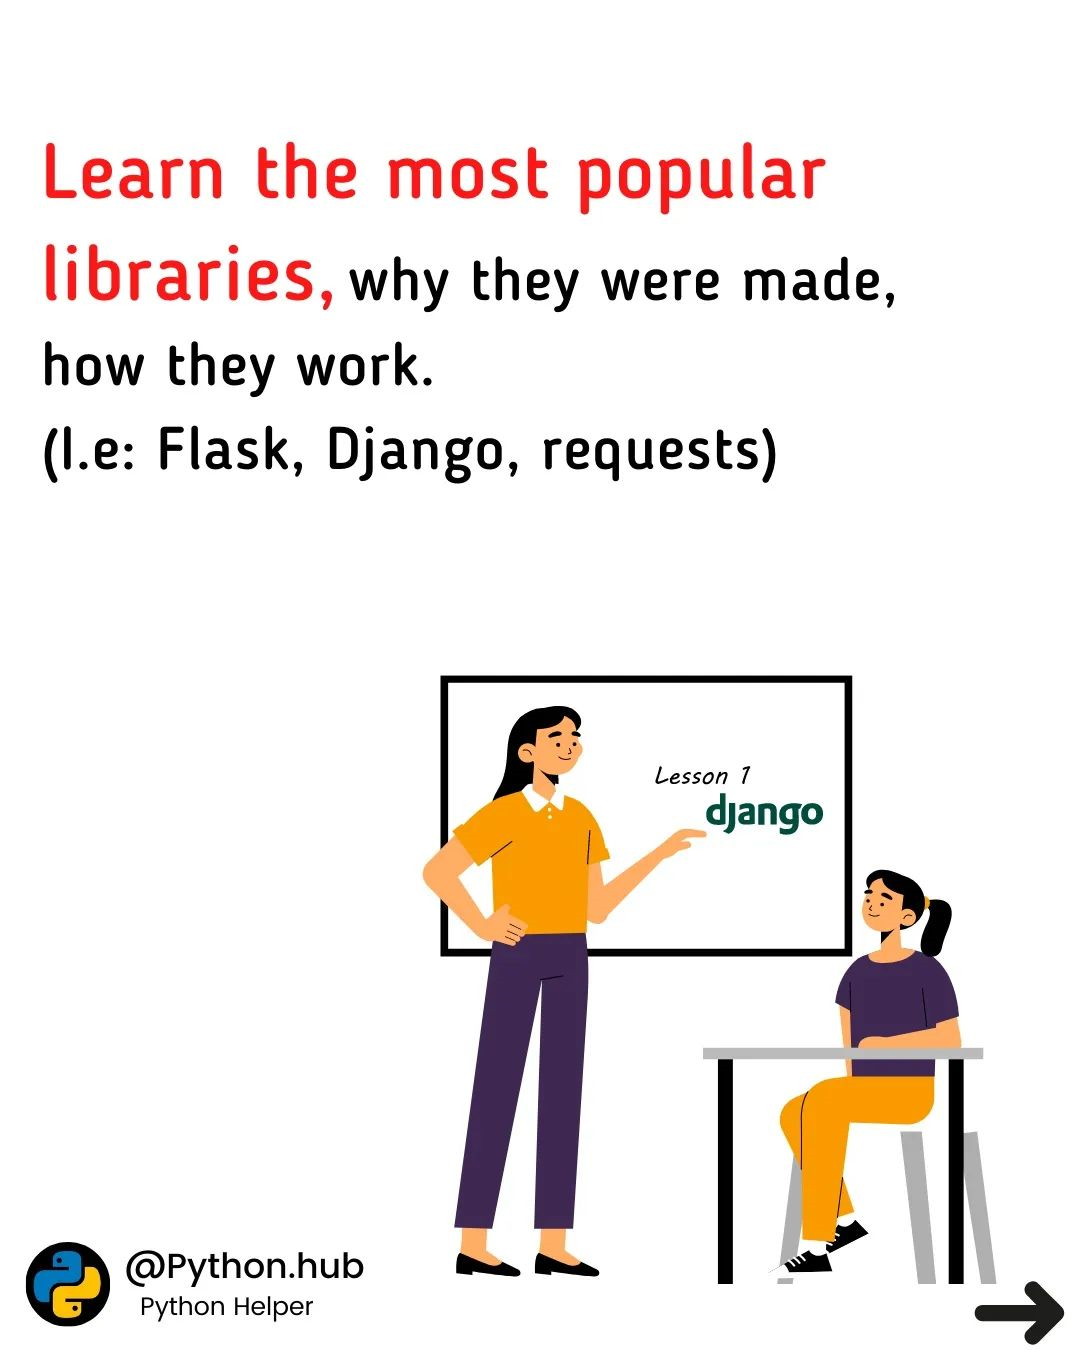 Learn the most popular
libraries, why they were made,
how they work.
(I.e: Flask, Django, requests)
Lesson 1
django
@Python.hub
Python Helper